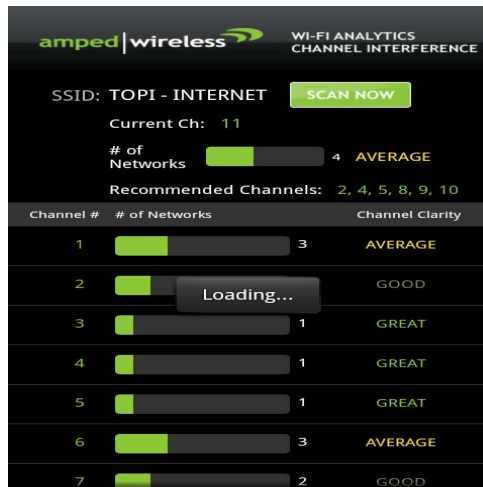 amped wireless
WI-FI ANALYTICS
CHANNEL INTERFERENCE
SSID: TOPI - INTERNET SCAN NOW
Current Ch: 11
# of
Networks 4 AVERAGE
Recommended Channels: 2, 4, 5, 8, 9, 10
Channel # # of Networks Channel Clarity
1 3 AVERAGE
2 GOOD
Loading...
3 1 GREAT
4 1 GREAT
5 1 GREAT
6 3 AVERAGE
7 2 GOOD